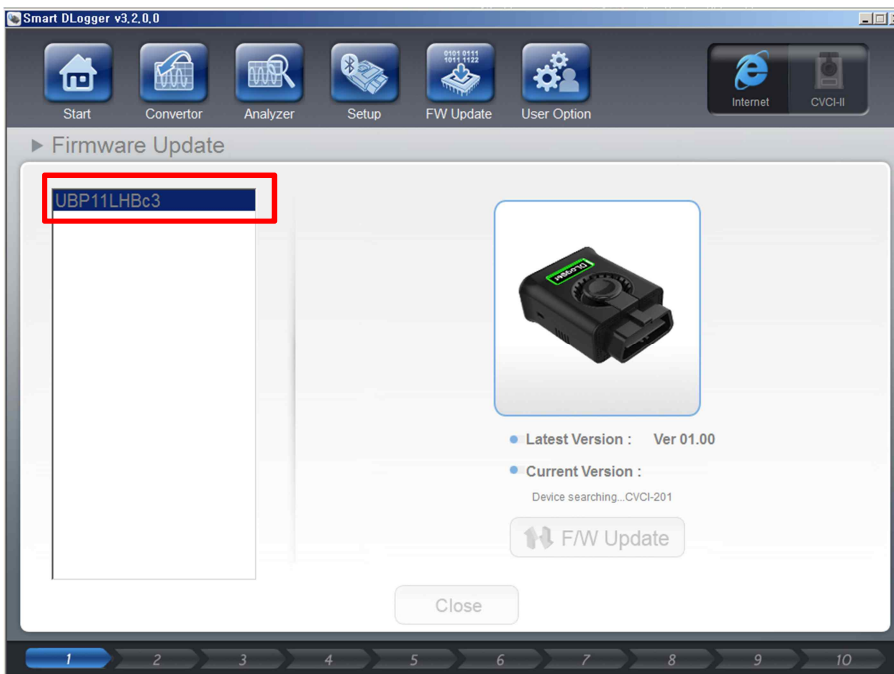 Smart DLogger v3,2,0,0
0101 0111
1011 1122
Start Convertor Analyzer Setup FW Update User Option Internet CVCI-II
Firmware Update
UBP11LHBc3
DLogger
Latest Version : Ver 01.00
Current Version :
Device searching...CVCI-201
F/W Update
Close
1 2 3 4 5 6 7 8 9 10